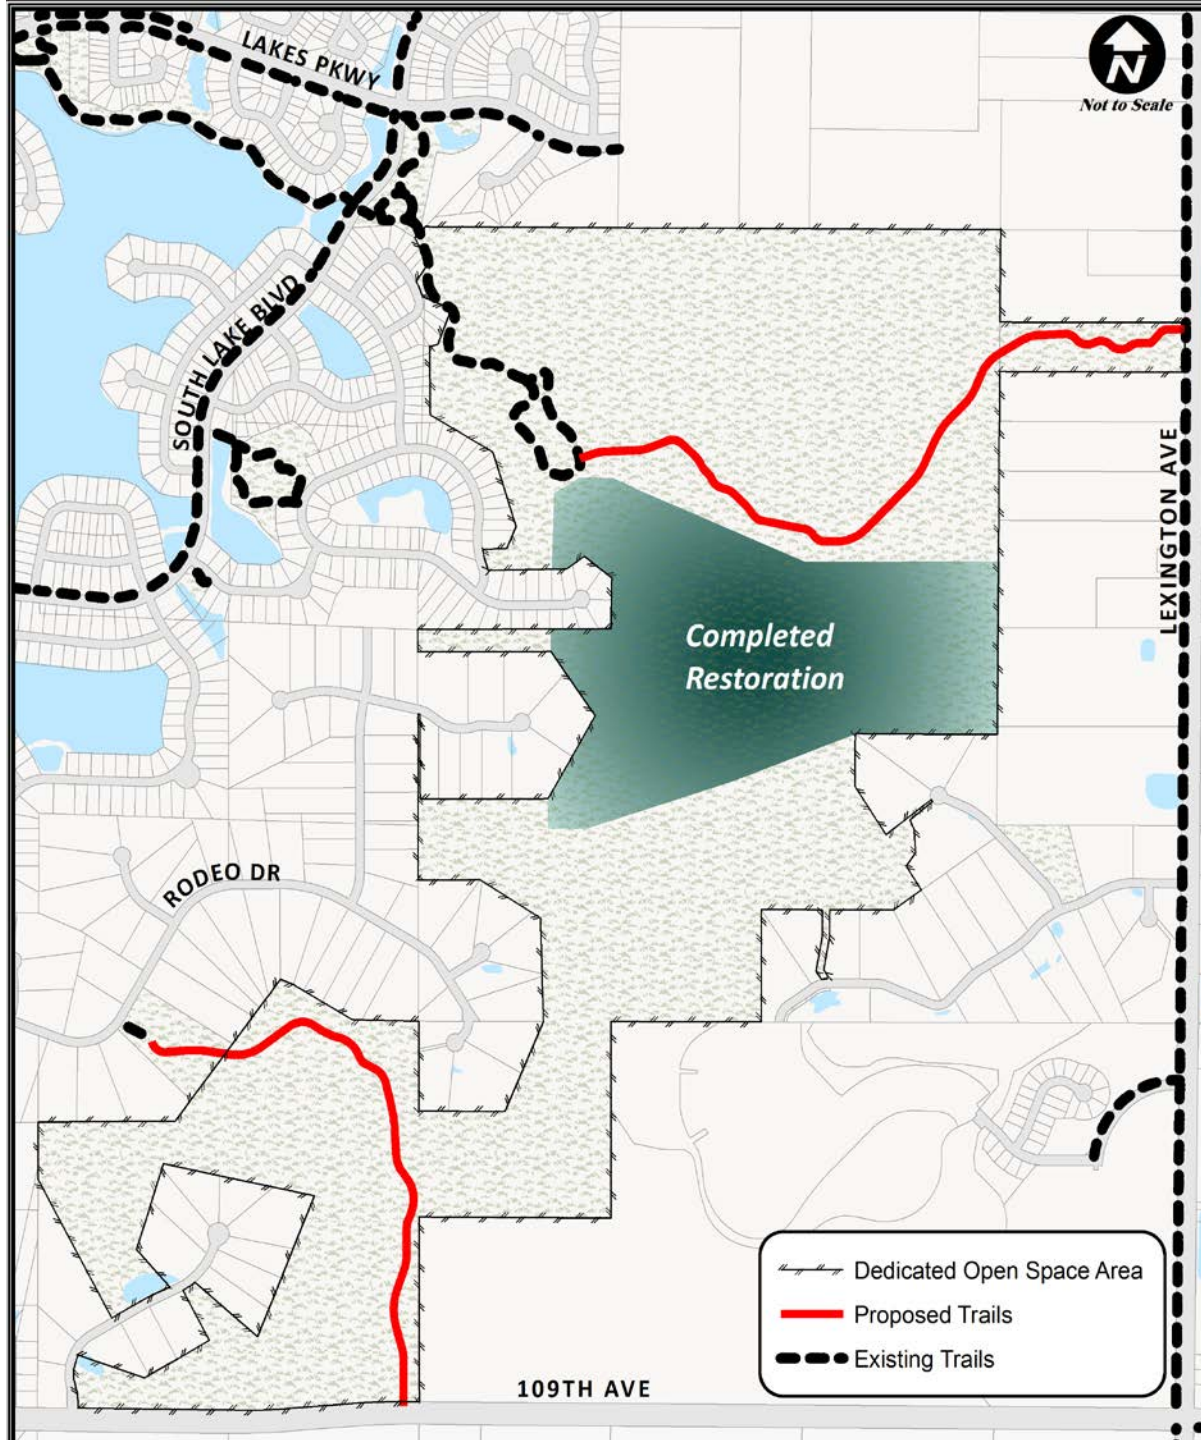 LAKES PKWY
N
Not to Scale
SOUTH LAKE BLVD
LEXINGTON AVE
Completed
Restoration
RODEO DR
Dedicated Open Space Area
Proposed Trails
Existing Trails
109TH AVE